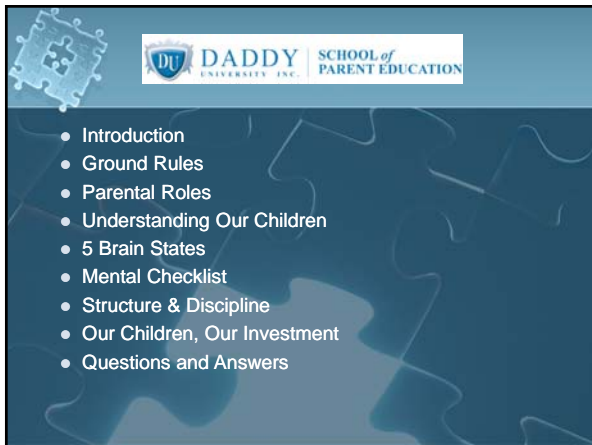 DU DADDY UNIVERSITY INC. SCHOOL of PARENT EDUCATION
Introduction
Ground Rules
Parental Roles
Understanding Our Children
5 Brain States
Mental Checklist
Structure & Discipline
Our Children, Our Investment
Questions and Answers